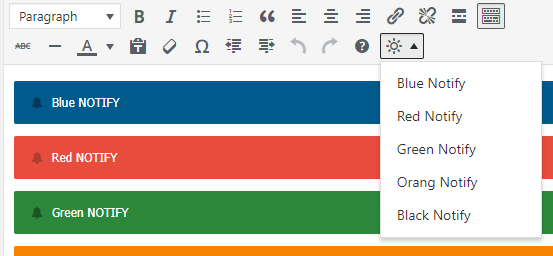 Paragraph
B I
ABC A T Ω
Blue Notify
Red Notify
Green Notify
Orang Notify
Black Notify
Blue NOTIFY
Red NOTIFY
Green NOTIFY